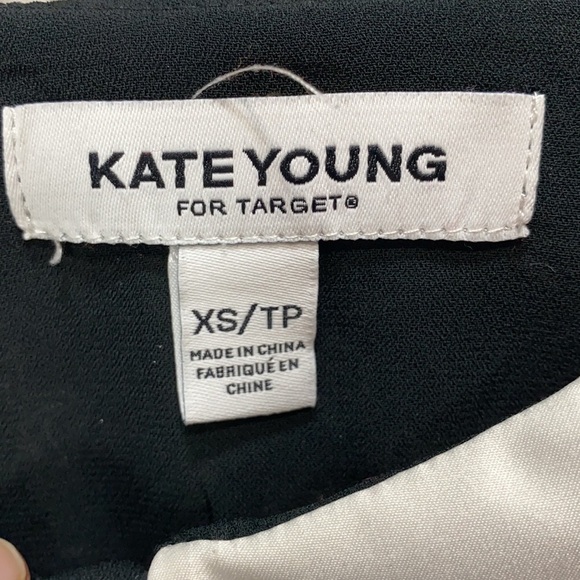 KATE YOUNG
FOR TARGET®
XS/TP
MADE IN CHINA
FABRIQUÉ EN
CHINE